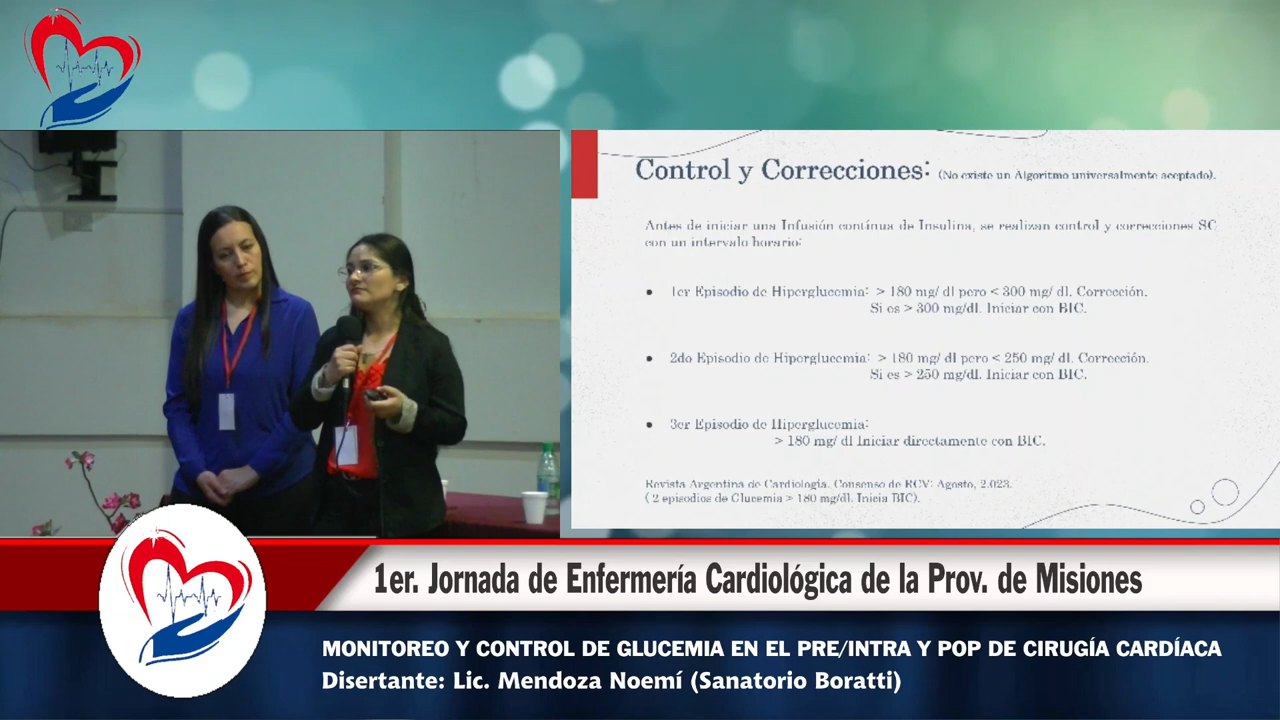 Control y Correcciones: (No existe un Algoritmo universalmente aceptado).
Antes de iniciar una Infusión contínua de Insulina, se realizan control y correcciones SC
con un intervalo horario:
• 1er Episodio de Hiperglucemia: > 180 mg/ dl pero < 300 mg/ dl. Corrección.
Si es > 300 mg/dl. Iniciar con BIC.
• 2do Episodio de Hiperglucemia: > 180 mg/ dl pero < 250 mg/ dl. Corrección.
Si es > 250 mg/dl. Iniciar con BIC.
• 3er Episodio de Hiperglucemia:
> 180 mg/ dl Iniciar directamente con BIC.
Revista Argentina de Cardiología. Consenso de RCV: Agosto, 2.023.
( 2 episodios de Glucemia > 180 mg/dl. Inicia BIC).
1er. Jornada de Enfermería Cardiológica de la Prov. de Misiones
MONITOREO Y CONTROL DE GLUCEMIA EN EL PRE/INTRA Y POP DE CIRUGÍA CARDÍACA
Disertante: Lic. Mendoza Noemí (Sanatorio Boratti)